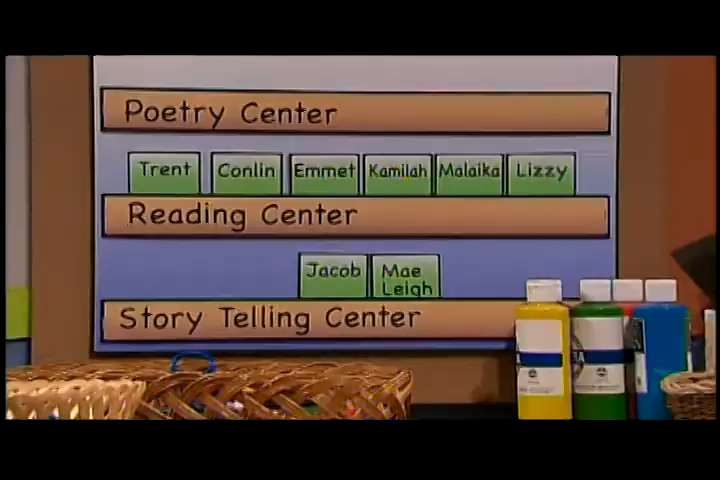 Poetry Center
Trent Conlin Emmet Kamilah Malaika Lizzy
Reading Center
Jacob Mae Leigh
Story Telling Center